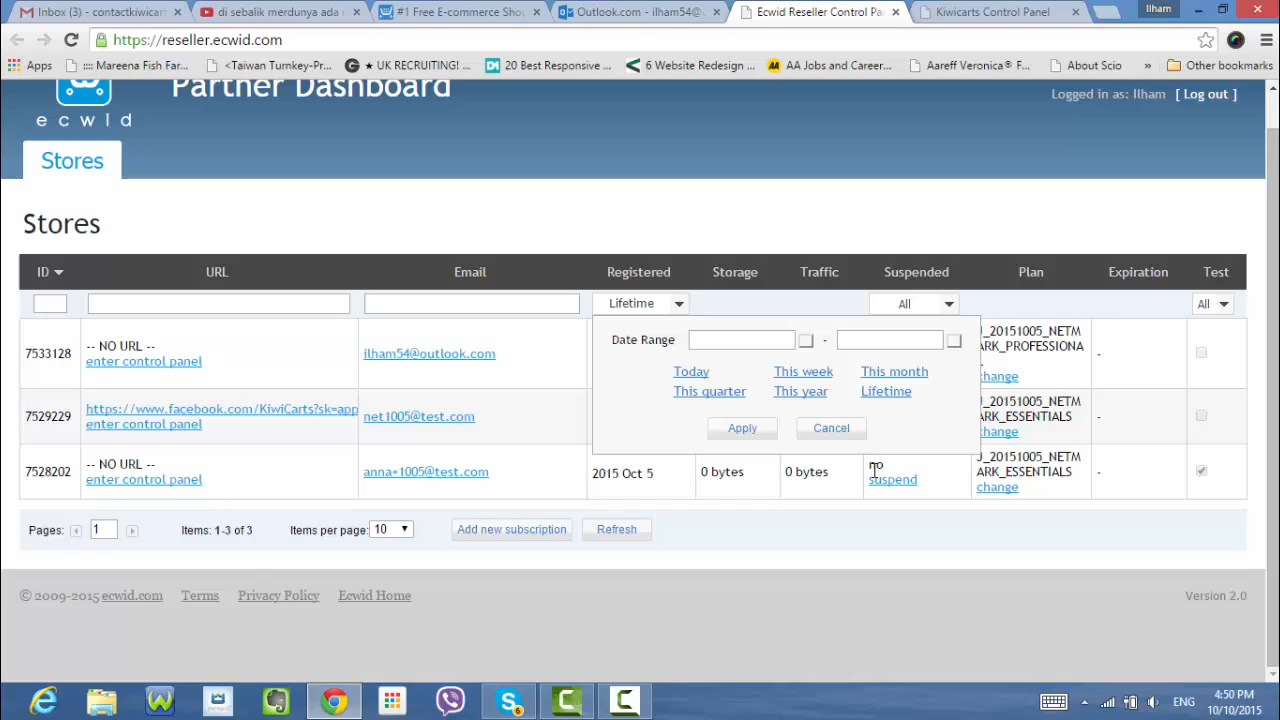 Inbox (3) - contactkiwicar
di sebalik merdunya ada
#1 Free E-commerce Shop
Outlook.com - ilham54@o
Ecwid Reseller Control Pa
Kiwicarts Control Panel
Ilham
https://reseller.ecwid.com
Apps
:::: Mareena Fish Far...
<Taiwan Turnkey-Pr...
★ UK RECRUITING! ...
20 Best Responsive ...
6 Website Redesign ...
AA Jobs and Career...
Aareff Veronica® F...
About Scio
»
Other bookmarks
Partner Dashboard
Logged in as: Ilham [ Log out ]
ecwid
Stores
Stores
ID URL Email Registered Storage Traffic Suspended Plan Expiration Test
Lifetime All All
Date Range -
Today This week This month
This quarter This year Lifetime
Apply Cancel
7533128
-- NO URL --
enter control panel
ilham54@outlook.com
J_20151005_NETM
ARK_PROFESSIONA
change
-
7529229
https://www.facebook.com/KiwiCarts?sk=app
enter control panel
net1005@test.com
J_20151005_NETM
ARK_ESSENTIALS
change
-
7528202
-- NO URL --
enter control panel
anna+1005@test.com
2015 Oct 5
0 bytes
0 bytes
no
suspend
J_20151005_NETM
ARK_ESSENTIALS
change
-
Pages: 1 Items: 1-3 of 3 Items per page: 10 Add new subscription Refresh
© 2009-2015 ecwid.com Terms Privacy Policy Ecwid Home Version 2.0
6
ENG
4:50 PM
10/10/2015